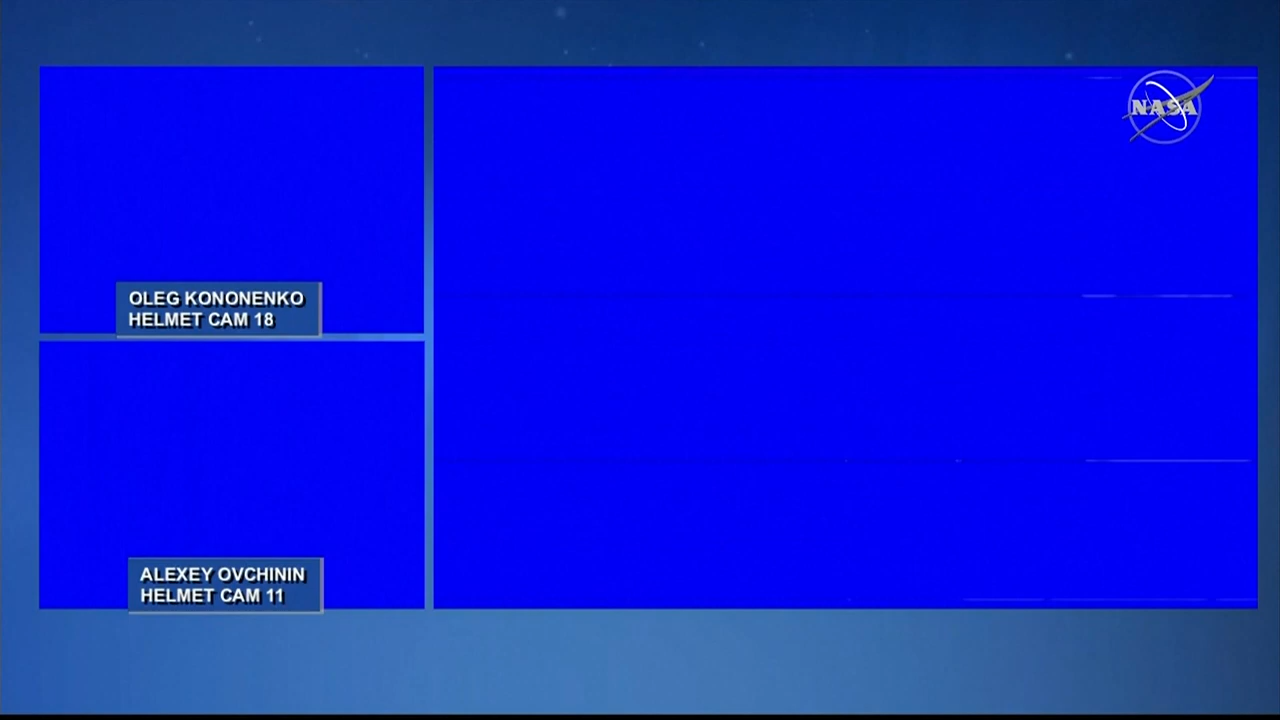 NASA
OLEG KONONENKO
HELMET CAM 18
ALEXEY OVCHININ
HELMET CAM 11